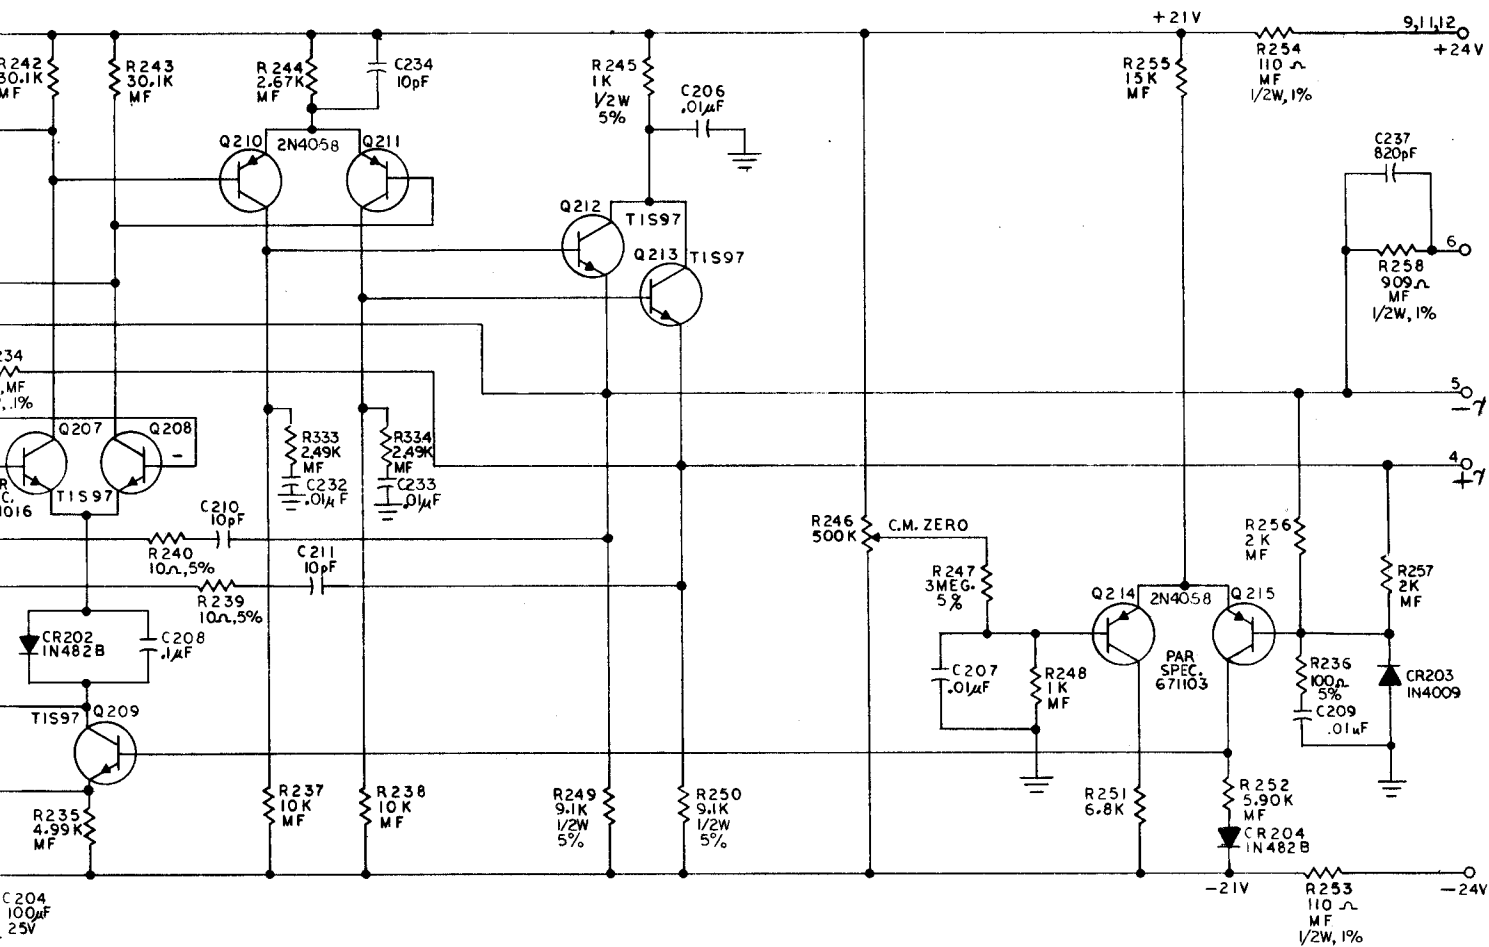 +21V
9,11,12
+24V
R242
30.1K
MF
R243
30.1K
MF
R244
2.67K
MF
C234
10pF
R245
1K
1/2W
5%
C206
.01µF
R255
15K
MF
R254
110 Ω
MF
1/2W, 1%
C237
820pF
Q210
2N4058
Q211
Q212
TIS97
Q213
TIS97
6
R258
909Ω
MF
1/2W, 1%
234
MF
.1%
5
Q207
Q208
TIS97
R333
2.49K
MF
C232
.01µF
R334
2.49K
MF
C233
.01µF
4
R
C.
1016
C210
10pF
R240
10Ω, 5%
C211
10pF
R239
10Ω, 5%
R246
500K
C.M. ZERO
R247
3MEG.
5%
R256
2K
MF
R257
2K
MF
Q214
2N4058
Q215
PAR
SPEC.
671103
CR202
1N482B
C208
.1µF
C207
.01µF
R248
1K
MF
R236
100Ω
5%
C209
.01µF
CR203
1N4009
TIS97
Q209
R235
4.99K
MF
R237
10K
MF
R238
10K
MF
R249
9.1K
1/2W
5%
R250
9.1K
1/2W
5%
R251
6.8K
R252
5.90K
MF
CR204
1N482B
-21V
R253
110 Ω
MF
1/2W, 1%
-24V
C204
100µF
25V